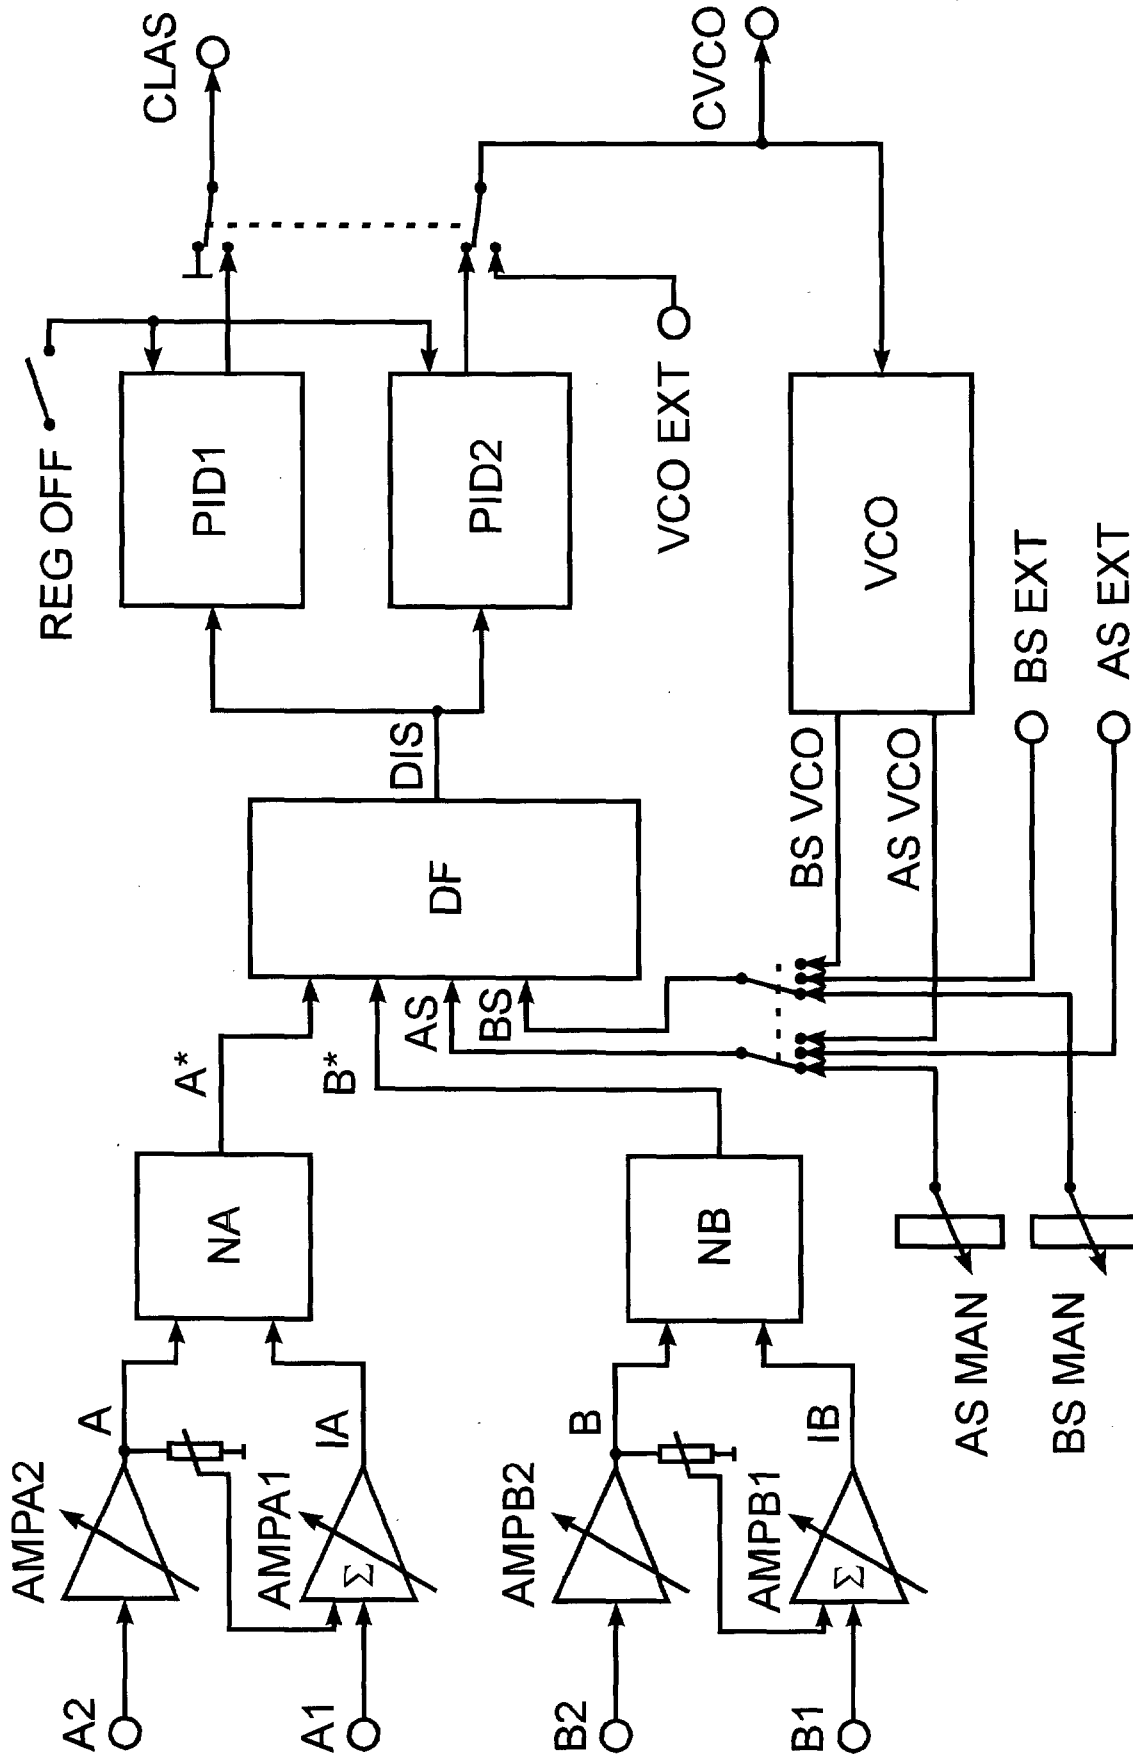 A2
AMPA2
A
A1
AMPA1
Σ
IA
NA
A*
B2
AMPB2
B
B1
AMPB1
Σ
IB
NB
B*
AS
BS
DF
DIS
REG OFF
PID1
PID2
CLAS
VCO EXT
CVCO
VCO
BS VCO
AS VCO
BS EXT
AS EXT
AS MAN
BS MAN